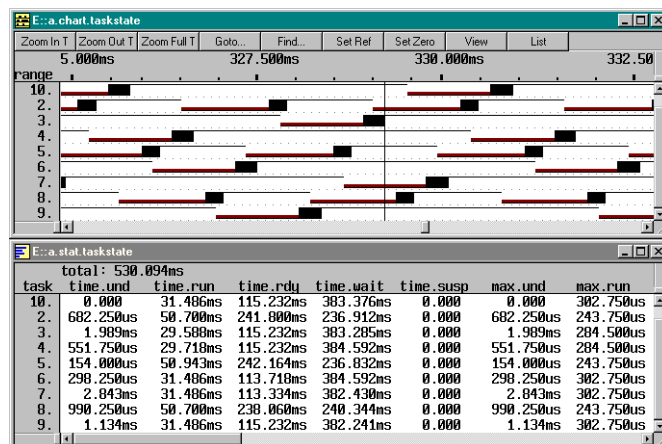 E::a.chart.taskstate
Zoom In T Zoom Out T Zoom Full T Goto... Find... Set Ref Set Zero View List
5.000ms 327.500ms 330.000ms 332.50
range
10.
2.
3.
4.
5.
6.
7.
8.
9.
E::a.stat.taskstate
total: 530.094ms
task time.und time.run time.rdy time.wait time.susp max.und max.run
10. 0.000 31.486ms 115.232ms 383.376ms 0.000 0.000 302.750us
2. 682.250us 50.700ms 241.800ms 236.912ms 0.000 682.250us 243.750us
3. 1.989ms 29.588ms 115.232ms 383.285ms 0.000 1.989ms 284.500us
4. 551.750us 29.718ms 115.232ms 384.592ms 0.000 551.750us 284.500us
5. 154.000us 50.943ms 242.164ms 236.832ms 0.000 154.000us 243.750us
6. 298.250us 31.486ms 113.718ms 384.592ms 0.000 298.250us 302.750us
7. 2.843ms 31.486ms 113.334ms 382.430ms 0.000 2.843ms 302.750us
8. 990.250us 50.700ms 238.060ms 240.344ms 0.000 990.250us 243.750us
9. 1.134ms 31.486ms 115.232ms 382.241ms 0.000 1.134ms 302.750us